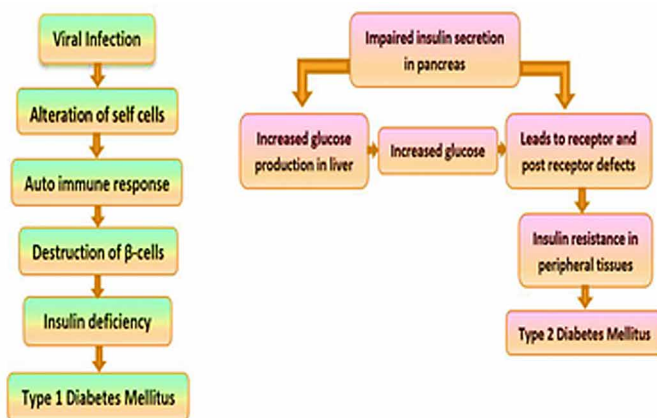 Viral Infection
Alteration of self cells
Auto immune response
Destruction of β-cells
Insulin deficiency
Type 1 Diabetes Mellitus
Impaired insulin secretion
in pancreas
Increased glucose
production in liver
Increased glucose
Leads to receptor and
post receptor defects
Insulin resistance in
peripheral tissues
Type 2 Diabetes Mellitus